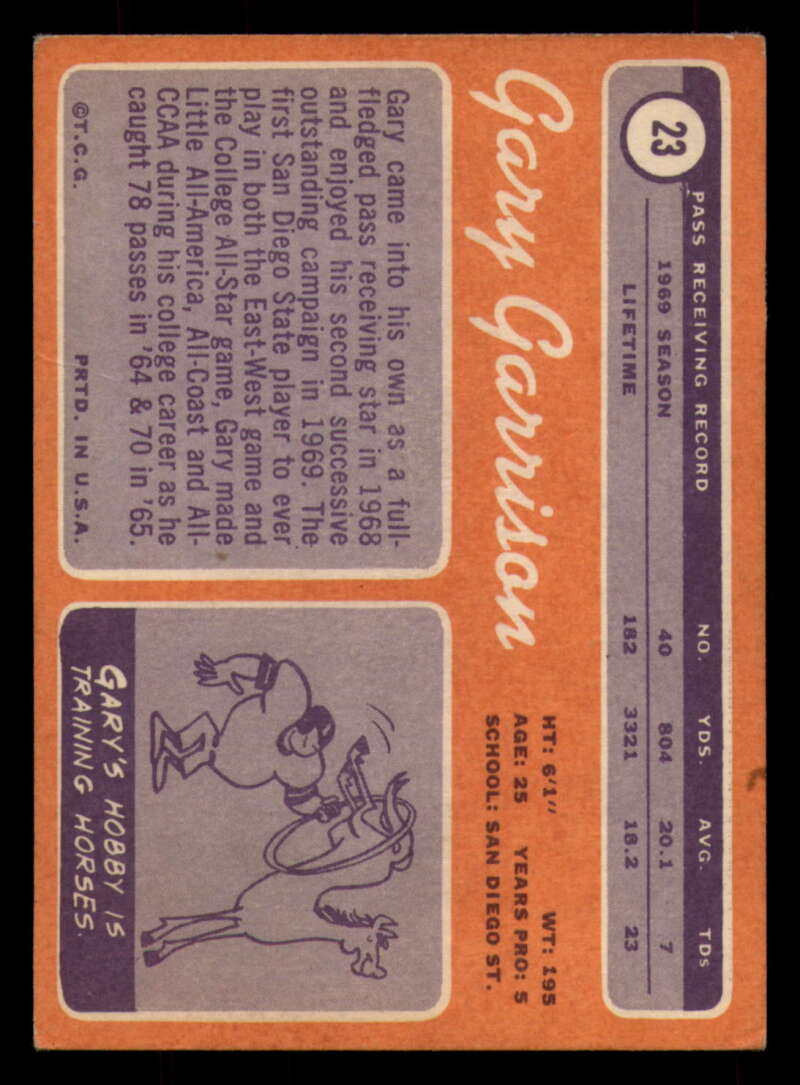 23
PASS RECEIVING RECORD NO. YDS. AVG. TDs
1969 SEASON 40 804 20.1 7
LIFETIME 182 3321 18.2 23
Gary Garrison
HT: 6'1" WT: 195
AGE: 25 YEARS PRO: 5
SCHOOL: SAN DIEGO ST.
Gary came into his own as a full-
fledged pass receiving star in 1968
and enjoyed his second successive
outstanding campaign in 1969. The
first San Diego State player to ever
play in both the East-West game and
the College All-Star game, Gary made
Little All-America, All-Coast and All-
CCAA during his college career as he
caught 78 passes in '64 & 70 in '65.
©T.C.G. PRTD. IN U.S.A.
GARY'S HOBBY IS
TRAINING HORSES.